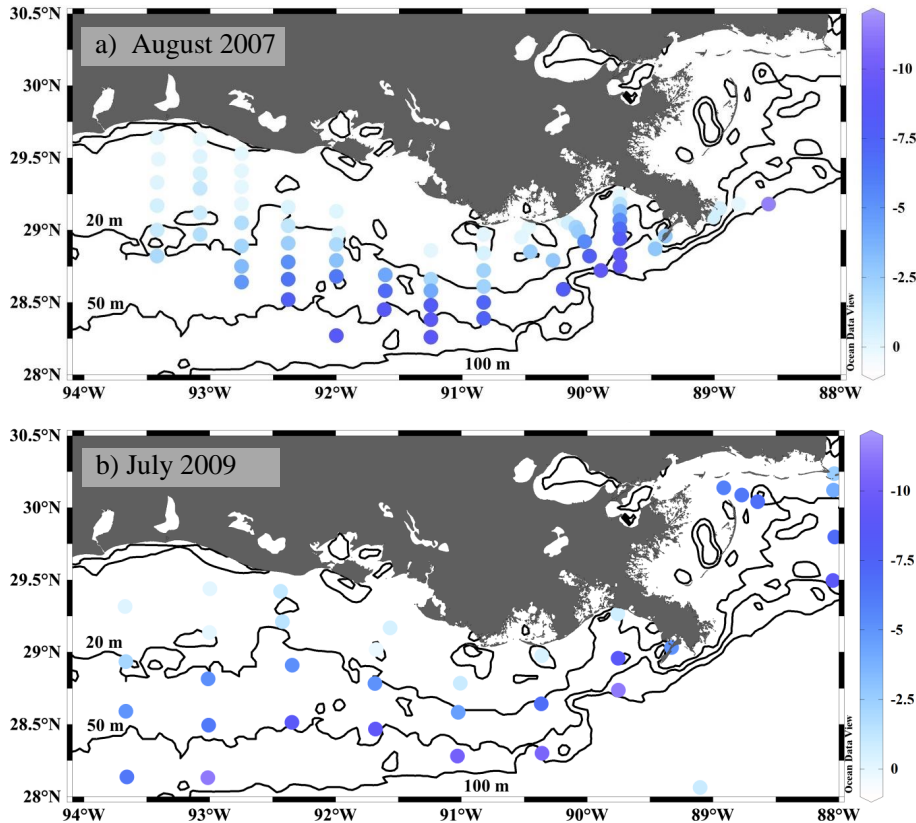 a) August 2007
30.5°N
30°N
29.5°N
29°N
28.5°N
28°N
20 m
50 m
100 m
94°W 93°W 92°W 91°W 90°W 89°W 88°W
Ocean Data View
-10
-7.5
-5
-2.5
0
b) July 2009
30.5°N
30°N
29.5°N
29°N
28.5°N
28°N
20 m
50 m
100 m
94°W 93°W 92°W 91°W 90°W 89°W 88°W
Ocean Data View
-10
-7.5
-5
-2.5
0